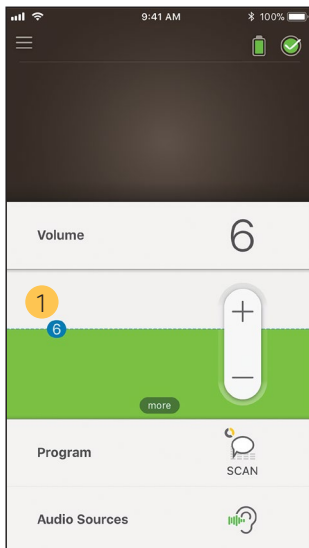 9:41 AM 100%
Volume 6
1
6
+
−
more
Program
SCAN
Audio Sources